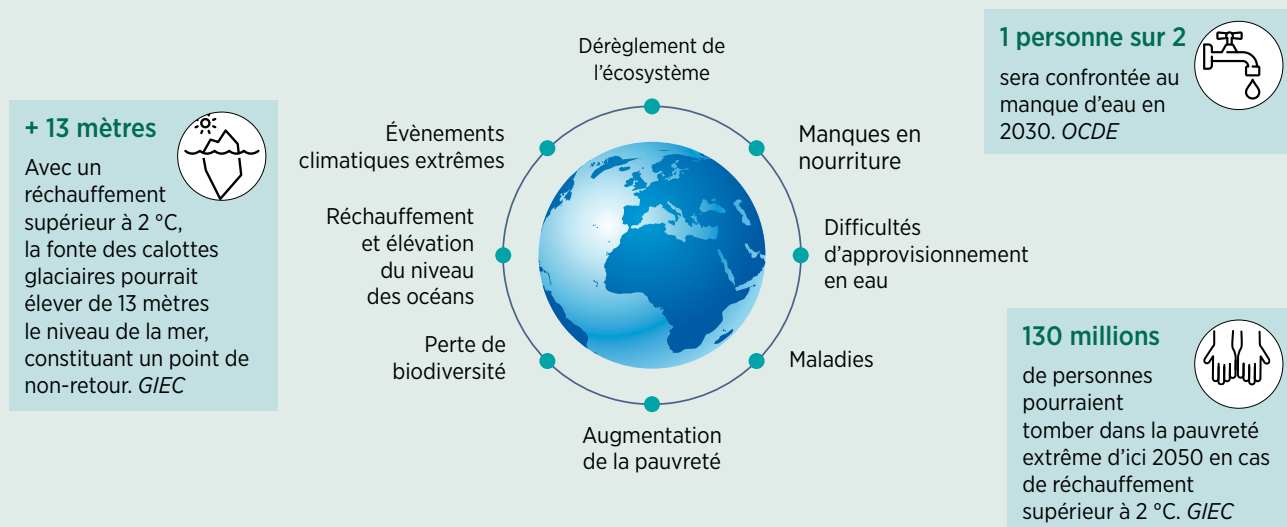 + 13 mètres
Avec un
réchauffement
supérieur à 2 °C,
la fonte des calottes
glaciaires pourrait
élever de 13 mètres
le niveau de la mer,
constituant un point de
non-retour. GIEC
Dérèglement de
l'écosystème
Évènements
climatiques extrêmes
Réchauffement
et élévation
du niveau
des océans
Perte de
biodiversité
Augmentation
de la pauvreté
Manques en
nourriture
Difficultés
d'approvisionnement
en eau
Maladies
1 personne sur 2
sera confrontée au
manque d'eau en
2030. OCDE
130 millions
de personnes
pourraient
tomber dans la pauvreté
extrême d'ici 2050 en cas
de réchauffement
supérieur à 2 °C. GIEC